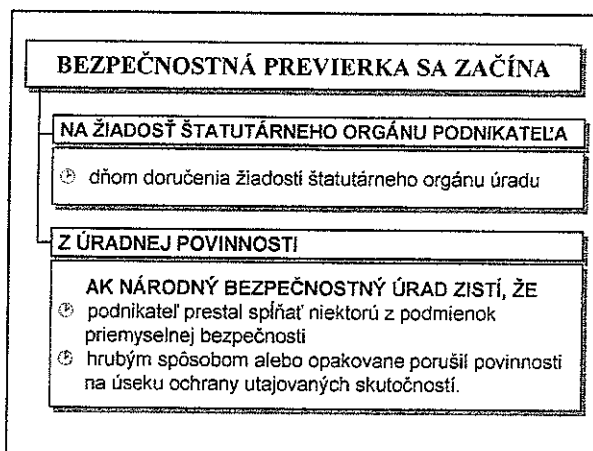 BEZPEČNOSTNÁ PREVIERKA SA ZAČÍNA
NA ŽIADOSŤ ŠTATUTÁRNEHO ORGÁNU PODNIKATEĽA
dňom doručenia žiadosti štatutárneho orgánu úradu
Z ÚRADNEJ POVINNOSTI
AK NÁRODNÝ BEZPEČNOSTNÝ ÚRAD ZISTÍ, ŽE
podnikateľ prestal spĺňať niektorú z podmienok
priemyselnej bezpečnosti
hrubým spôsobom alebo opakovane porušil povinnosti
na úseku ochrany utajovaných skutočností.